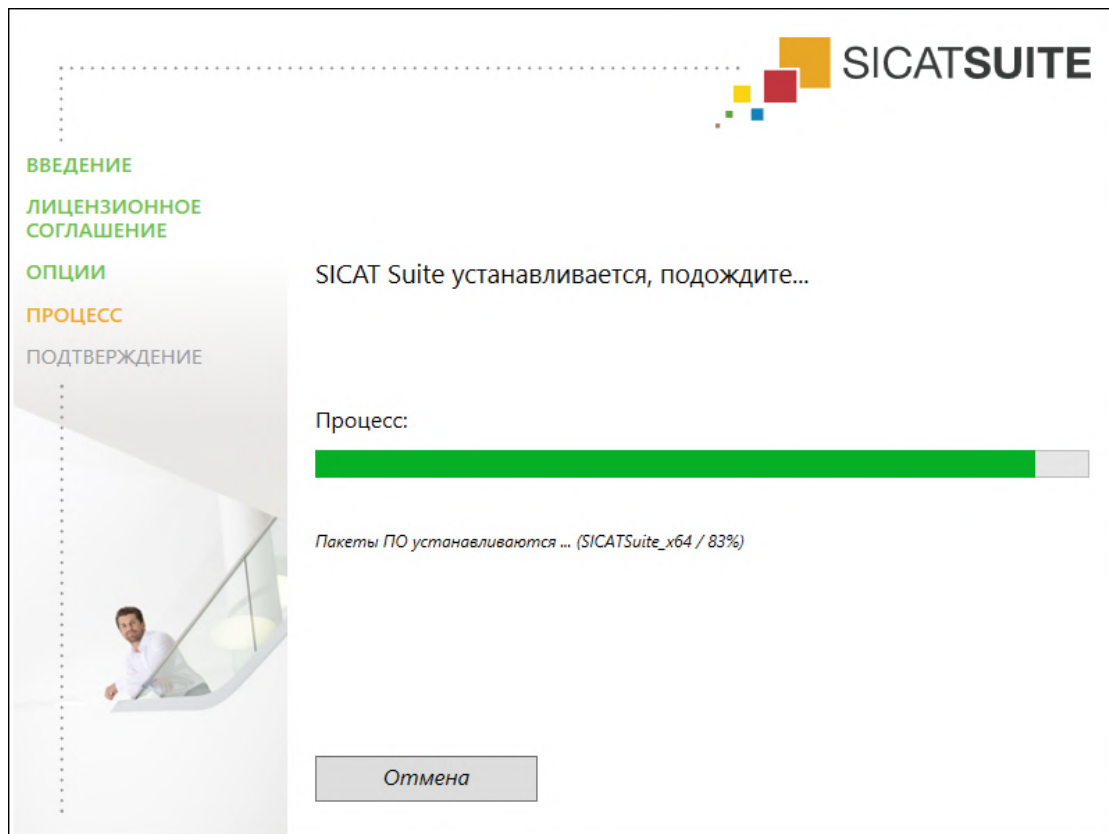 SICATSUITE
ВВЕДЕНИЕ
ЛИЦЕНЗИОННОЕ
СОГЛАШЕНИЕ
ОПЦИИ
ПРОЦЕСС
ПОДТВЕРЖДЕНИЕ
SICAT Suite устанавливается, подождите...
Процесс:
Пакеты ПО устанавливаются ... (SICATSuite_x64 / 83%)
Отмена